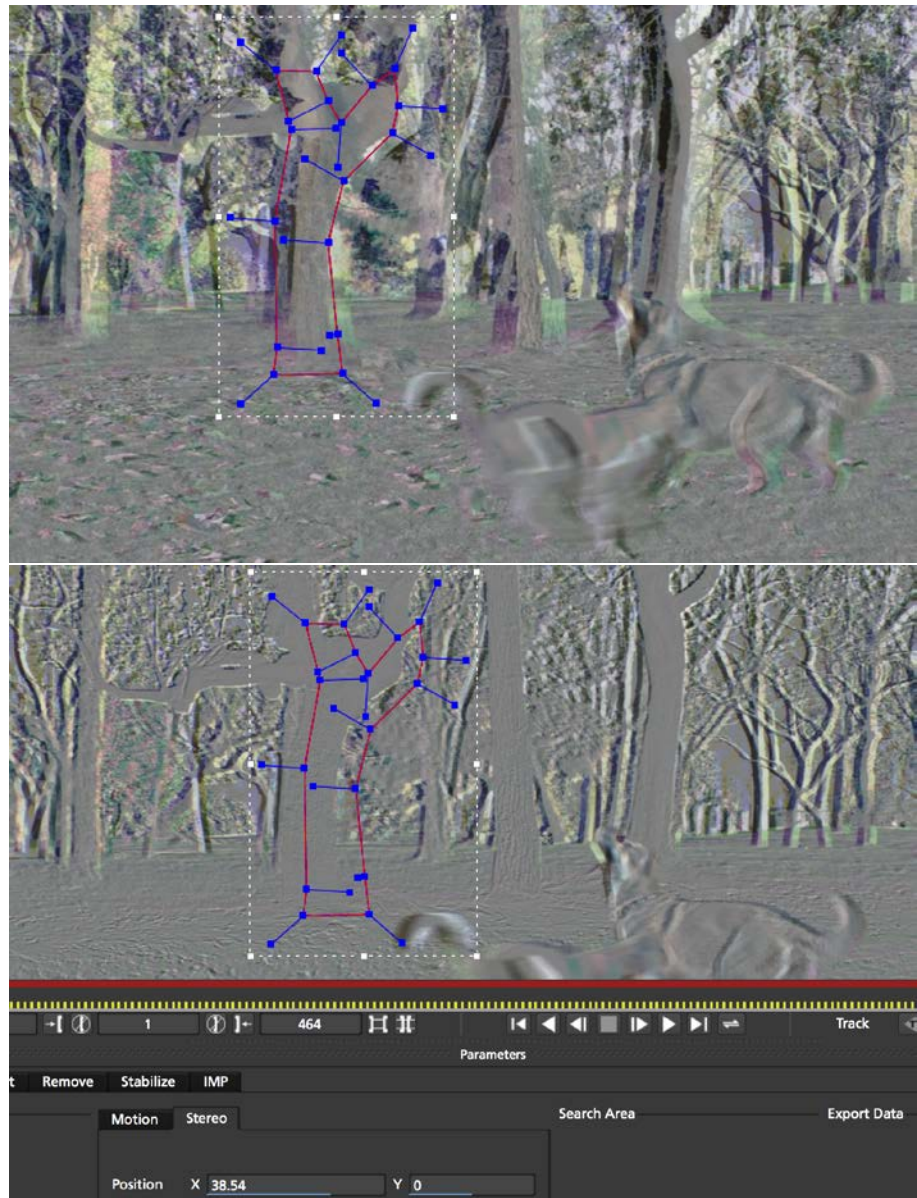 1 464 Track
Parameters
t Remove Stabilize IMP
Motion Stereo Search Area Export Data
Position X 38.54 Y 0